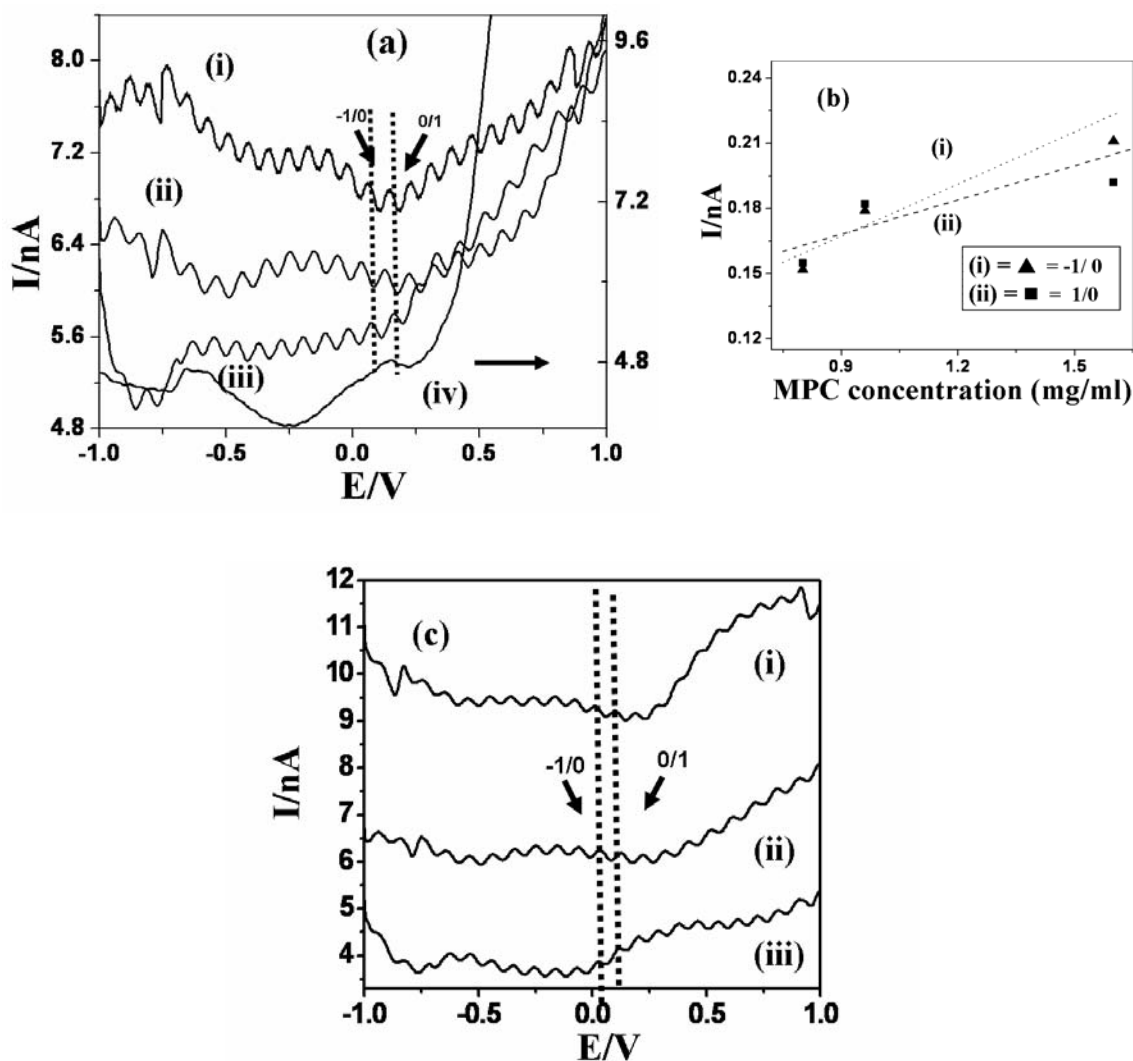 (a)
(i)
(ii)
(iii)
(iv)
-1/0
0/1
8.0
7.2
6.4
5.6
4.8
9.6
7.2
4.8
I/nA
-1.0 -0.5 0.0 0.5 1.0
E/V
(b)
(i)
(ii)
0.24
0.21
0.18
0.15
0.12
I/nA
(i) = ▲ = -1/ 0
(ii) = ■ = 1/0
0.9 1.2 1.5
MPC concentration (mg/ml)
(c)
(i)
(ii)
(iii)
-1/0
0/1
12
11
10
9
8
7
6
5
4
I/nA
-1.0 -0.5 0.0 0.5 1.0
E/V